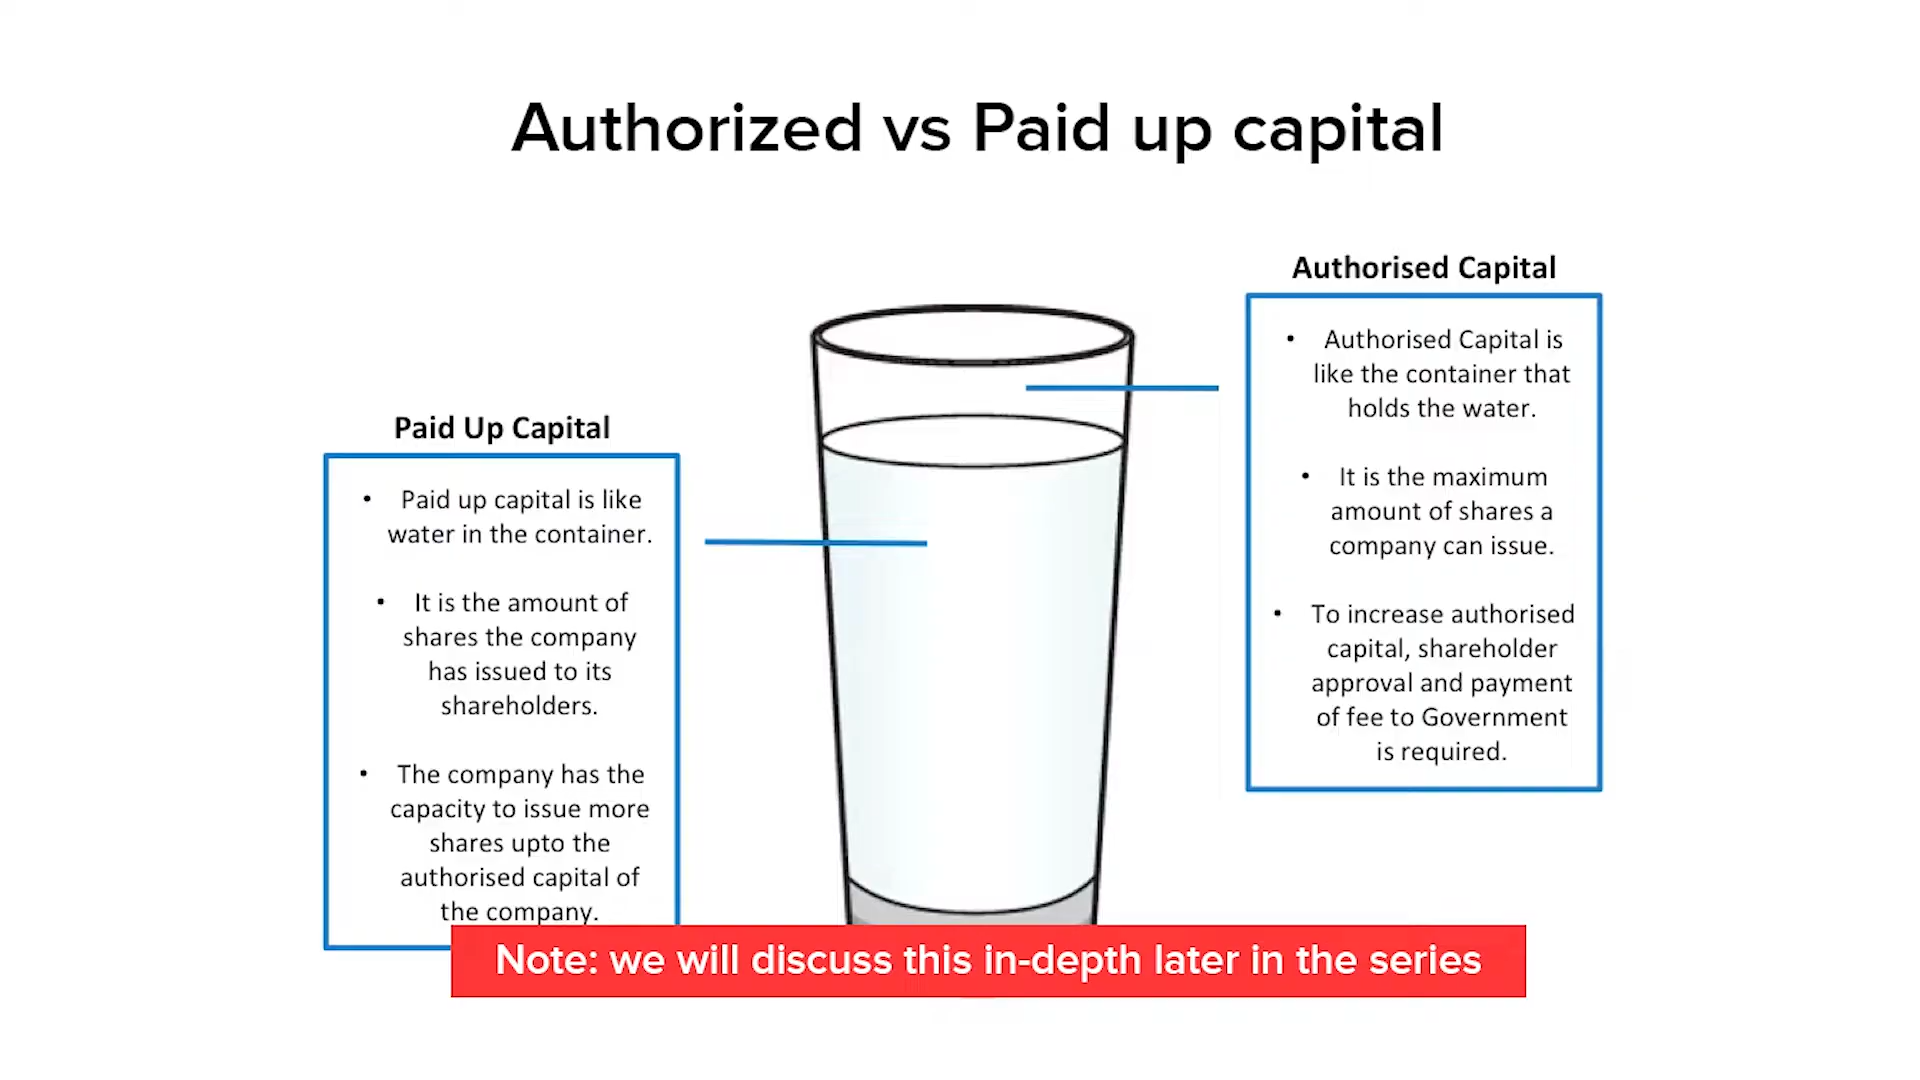 Authorized vs Paid up capital
Paid Up Capital
• Paid up capital is like
water in the container.
• It is the amount of
shares the company
has issued to its
shareholders.
• The company has the
capacity to issue more
shares upto the
authorised capital of
the company.
Authorised Capital
• Authorised Capital is
like the container that
holds the water.
• It is the maximum
amount of shares a
company can issue.
• To increase authorised
capital, shareholder
approval and payment
of fee to Government
is required.
Note: we will discuss this in-depth later in the series